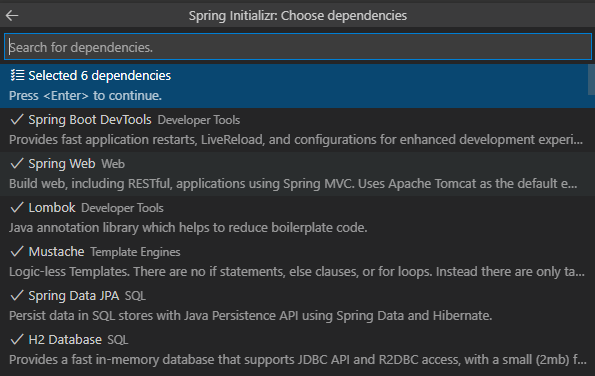 Spring Initializr: Choose dependencies
Search for dependencies.
Selected 6 dependencies
Press <Enter> to continue.
Spring Boot DevTools Developer Tools
Provides fast application restarts, LiveReload, and configurations for enhanced development experi...
Spring Web Web
Build web, including RESTful, applications using Spring MVC. Uses Apache Tomcat as the default e...
Lombok Developer Tools
Java annotation library which helps to reduce boilerplate code.
Mustache Template Engines
Logic-less Templates. There are no if statements, else clauses, or for loops. Instead there are only ta...
Spring Data JPA SQL
Persist data in SQL stores with Java Persistence API using Spring Data and Hibernate.
H2 Database SQL
Provides a fast in-memory database that supports JDBC API and R2DBC access, with a small (2mb) f...